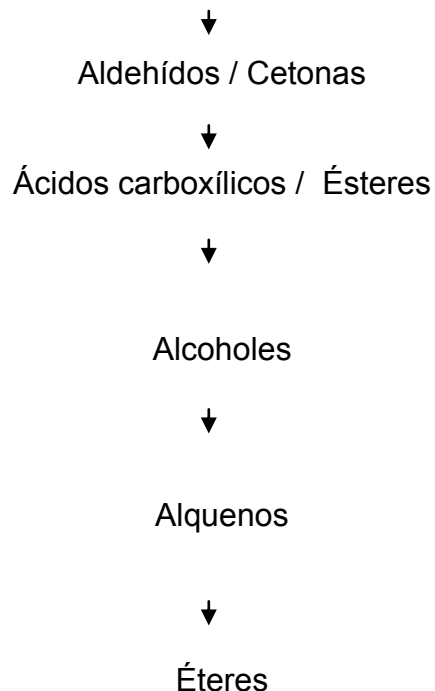 Aldehídos / Cetonas
Ácidos carboxílicos / Ésteres
Alcoholes
Alquenos
Éteres